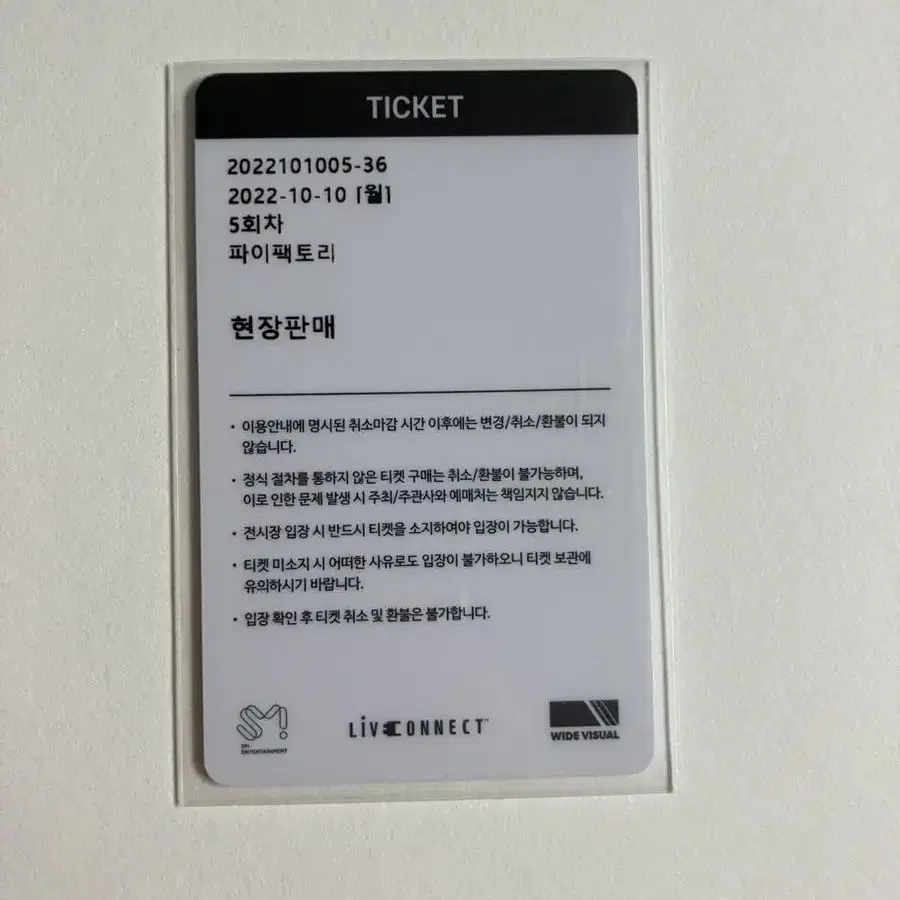 TICKET
2022101005-36
2022-10-10 [월]
5회차
파이팩토리
현장판매
• 이용안내에 명시된 취소마감 시간 이후에는 변경/취소/환불이 되지
않습니다.
• 정식 절차를 통하지 않은 티켓 구매는 취소/환불이 불가능하며,
이로 인한 문제 발생 시 주최/주관사와 예매처는 책임지지 않습니다.
• 전시장 입장 시 반드시 티켓을 소지하여야 입장이 가능합니다.
• 티켓 미소지 시 어떠한 사유로도 입장이 불가하오니 티켓 보관에
유의하시기 바랍니다.
• 입장 확인 후 티켓 취소 및 환불은 불가합니다.
SM!
SM
ENTERTAINMENT
LIVECONNECT™
WIDE VISUAL